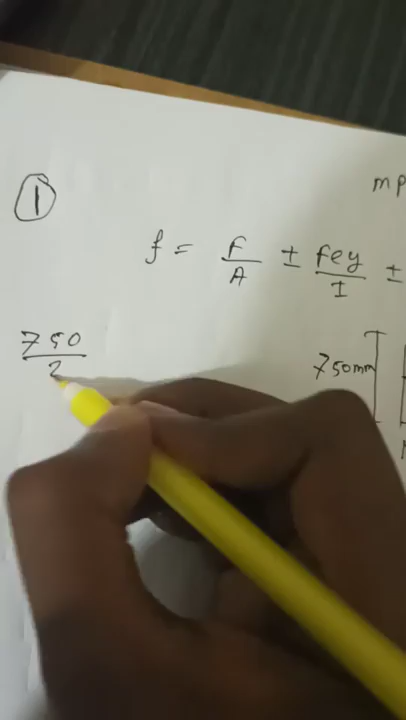 mp
①
f = F/A ± Fey/I ±
750/2
750mm